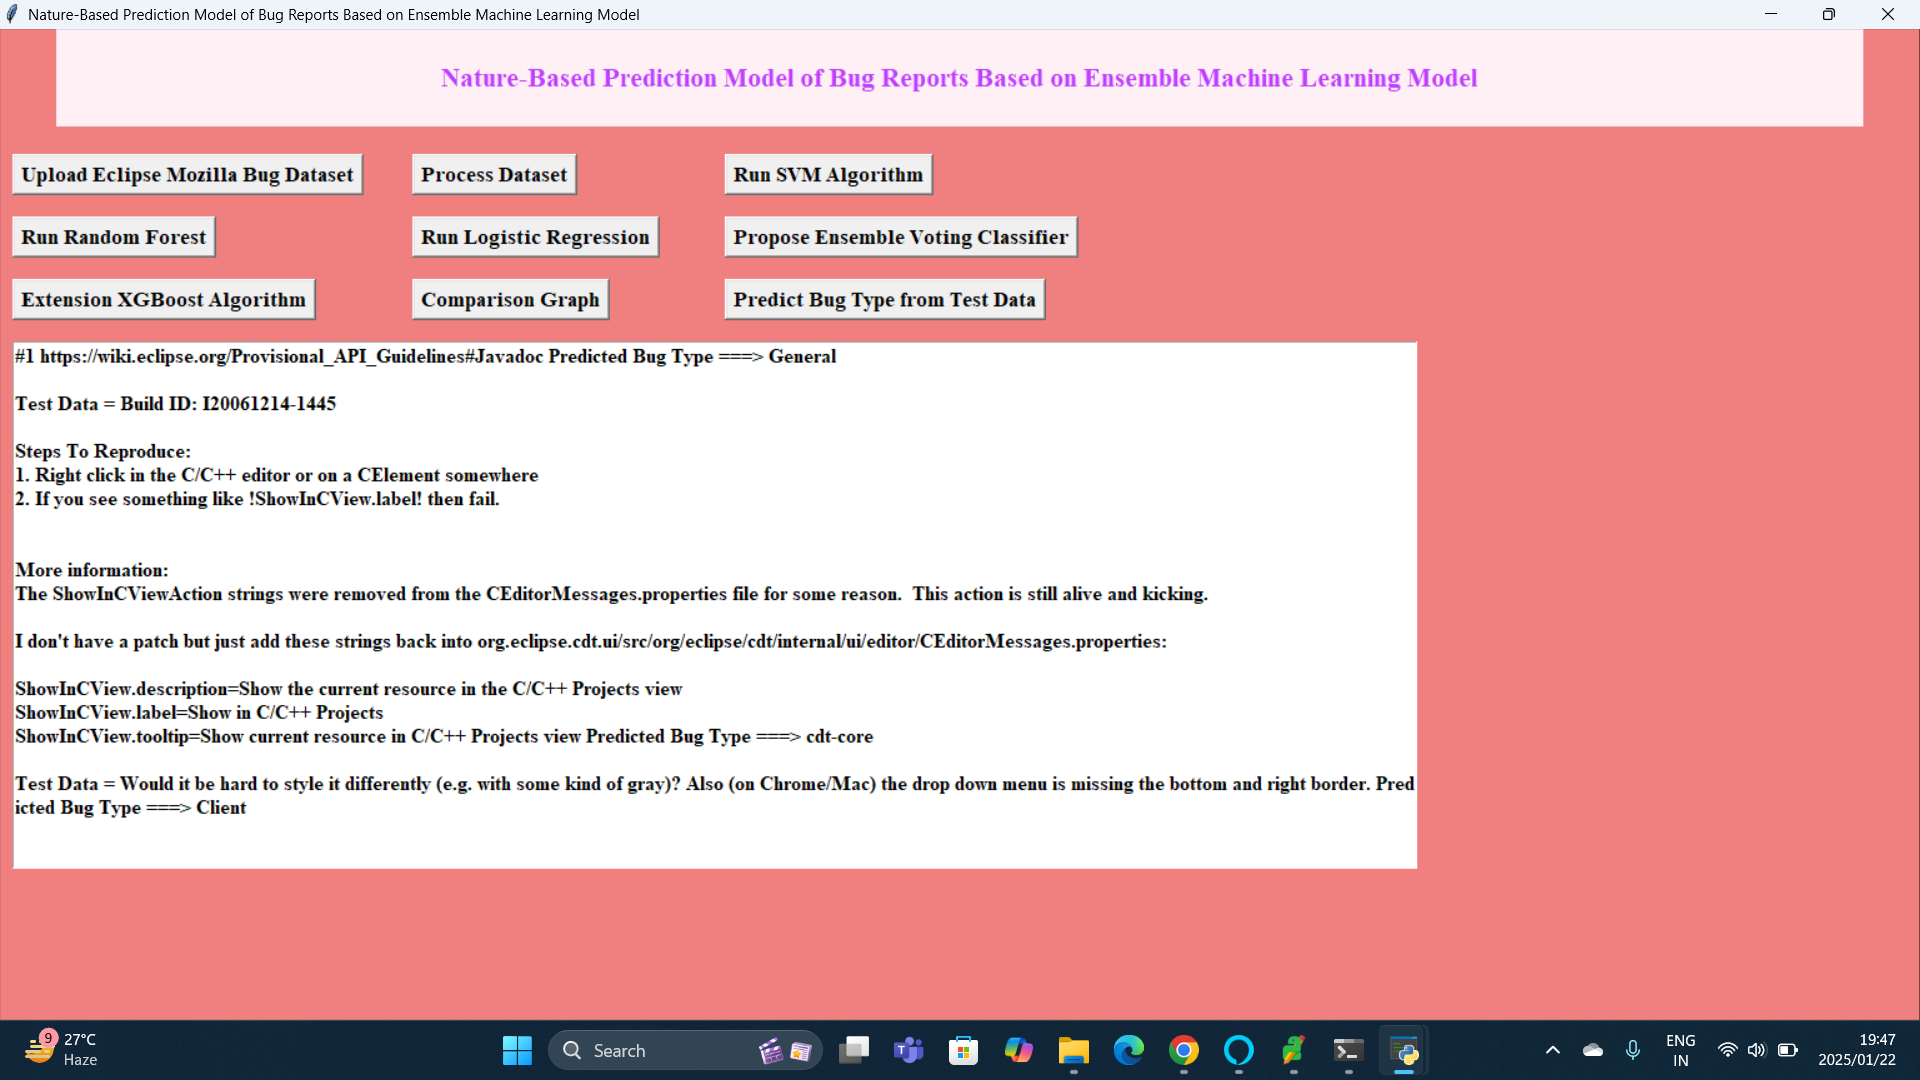 Nature-Based Prediction Model of Bug Reports Based on Ensemble Machine Learning Model
Nature-Based Prediction Model of Bug Reports Based on Ensemble Machine Learning Model
Upload Eclipse Mozilla Bug Dataset
Process Dataset
Run SVM Algorithm
Run Random Forest
Run Logistic Regression
Propose Ensemble Voting Classifier
Extension XGBoost Algorithm
Comparison Graph
Predict Bug Type from Test Data
#1 https://wiki.eclipse.org/Provisional_API_Guidelines#Javadoc Predicted Bug Type ===> General
Test Data = Build ID: I20061214-1445
Steps To Reproduce:
1. Right click in the C/C++ editor or on a CElement somewhere
2. If you see something like !ShowInCView.label! then fail.
More information:
The ShowInCViewAction strings were removed from the CEditorMessages.properties file for some reason.  This action is still alive and kicking.
I don't have a patch but just add these strings back into org.eclipse.cdt.ui/src/org/eclipse/cdt/internal/ui/editor/CEditorMessages.properties:
ShowInCView.description=Show the current resource in the C/C++ Projects view
ShowInCView.label=Show in C/C++ Projects
ShowInCView.tooltip=Show current resource in C/C++ Projects view Predicted Bug Type ===> cdt-core
Test Data = Would it be hard to style it differently (e.g. with some kind of gray)? Also (on Chrome/Mac) the drop down menu is missing the bottom and right border. Pred
icted Bug Type ===> Client
9
27°C
Haze
Search
ENG
IN
19:47
2025/01/22